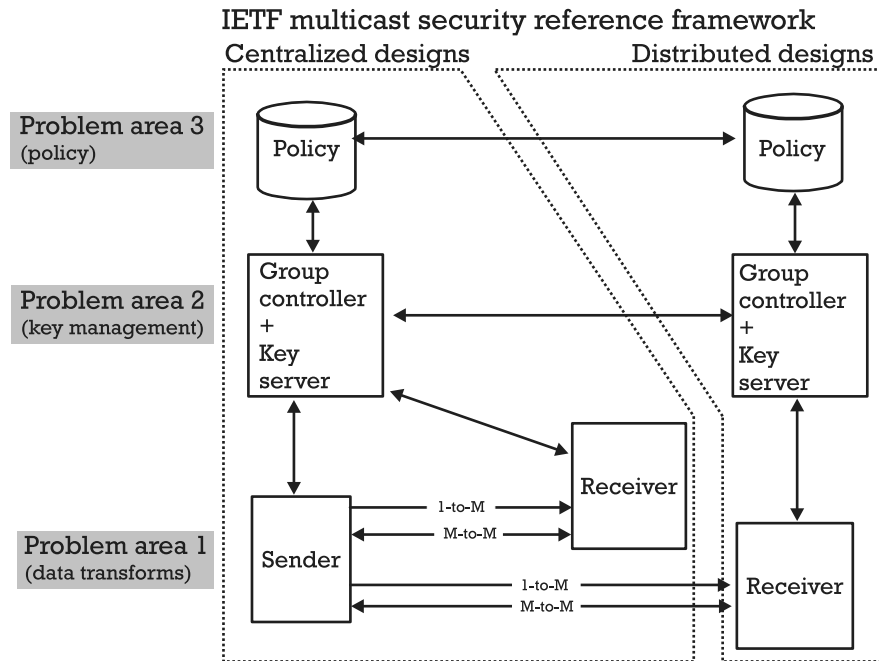 IETF multicast security reference framework
Centralized designs
Distributed designs
Problem area 3
(policy)
Policy
Policy
Problem area 2
(key management)
Group
controller
+
Key
server
Group
controller
+
Key
server
Receiver
Problem area 1
(data transforms)
Sender
1-to-M
M-to-M
1-to-M
M-to-M
Receiver